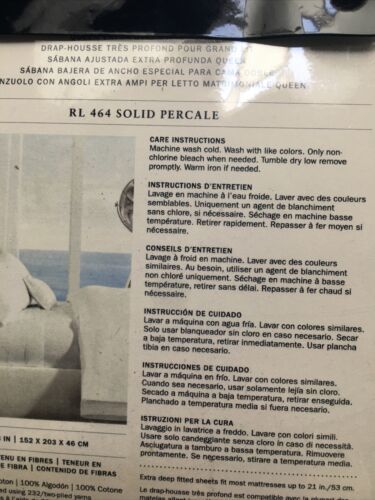 DRAP-HOUSSE TRÈS PROFOND POUR GRAND
SÁBANA AJUSTADA EXTRA PROFUNDA QUEEN
SÁBANA BAJERA DE ANCHO ESPECIAL PARA CAMA DOBLE
NZUOLO CON ANGOLI EXTRA AMPI PER LETTO MATRIMONIALE QUEEN
RL 464 SOLID PERCALE
CARE INSTRUCTIONS
Machine wash cold. Wash with like colors. Only non-
chlorine bleach when needed. Tumble dry low remove
promptly. Warm iron if needed.
INSTRUCTIONS D'ENTRETIEN
Lavage en machine à l'eau froide. Laver avec des couleurs
semblables. Uniquement un agent de blanchiment
sans chlore, si nécessaire. Séchage en machine basse
température. Retirer rapidement. Repasser à fer moyen si
nécessaire.
CONSEILS D'ENTRETIEN
Lavage à froid en machine. Laver avec des couleurs
similaires. Au besoin, utiliser un agent de blanchiment
non chloré uniquement. Séchage en machine à basse
température, retirer sans délai. Repasser à fer chaud si
nécessaire.
INSTRUCCIÓN DE CUIDADO
Lavar a máquina con agua fría. Lavar con colores similares.
Solo usar blanqueador sin cloro en caso necesario. Secar
a baja temperatura, retirar inmediatamente. Usar plancha
tibia en caso necesario.
INSTRUCCIONES DE CUIDADO
Lavar a máquina en frío. Lavar con colores similares.
Cuando sea necesario, usar solamente lejía sin cloro.
Secado a máquina a baja temperatura, retirar enseguida.
Planchado a temperatura media si fuera necesario.
ISTRUZIONI PER LA CURA
Lavaggio in lavatrice a freddo. Lavare con colori simili.
Usare solo candeggiante senza cloro in caso di necessità.
Asciugatura a tamburo a bassa temperatura. Rimuovere
prontamente. Se necessario, stirare a temperatura media.
IN | 152 X 203 X 46 CM
TENU EN FIBRES | TENEUR EN
DE FIBRA | CONTENIDO DE FIBRAS
oton | 100% Algodón | 100% Cotone
ted using 232/two-plied yarns
Extra deep fitted sheets fit most mattresses up to 21 in./53 cm.
Le drap-housse très profond est compatible avec